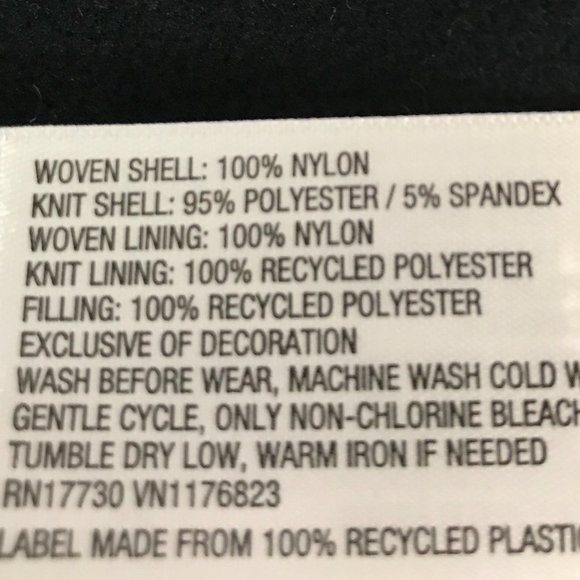 WOVEN SHELL: 100% NYLON
KNIT SHELL: 95% POLYESTER / 5% SPANDEX
WOVEN LINING: 100% NYLON
KNIT LINING: 100% RECYCLED POLYESTER
FILLING: 100% RECYCLED POLYESTER
EXCLUSIVE OF DECORATION
WASH BEFORE WEAR, MACHINE WASH COLD
GENTLE CYCLE, ONLY NON-CHLORINE BLEACH
TUMBLE DRY LOW, WARM IRON IF NEEDED
RN17730 VN1176823
LABEL MADE FROM 100% RECYCLED PLASTIC